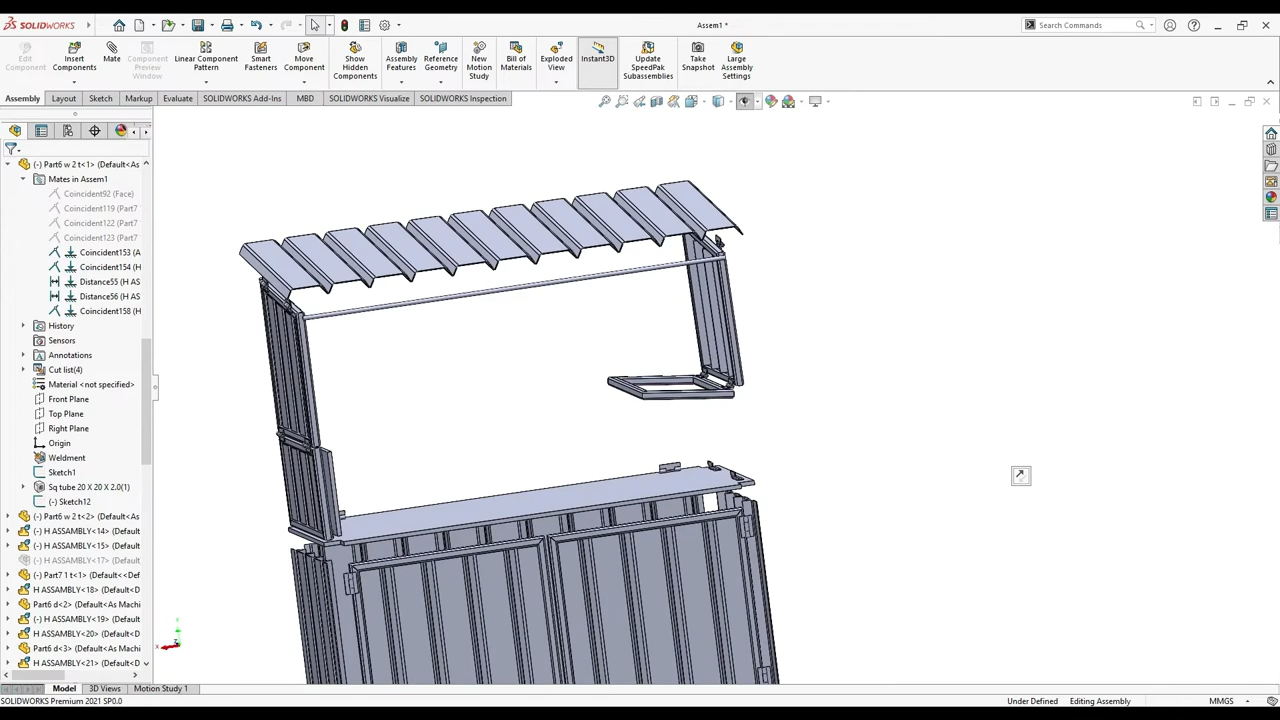 SOLIDWORKS
Assem1 *
Search Commands
Edit Component
Insert Components
Mate
Component Preview Window
Linear Component Pattern
Smart Fasteners
Move Component
Show Hidden Components
Assembly Features
Reference Geometry
New Motion Study
Bill of Materials
Exploded View
Instant3D
Update SpeedPak Subassemblies
Take Snapshot
Large Assembly Settings
Assembly
Layout
Sketch
Markup
Evaluate
SOLIDWORKS Add-Ins
MBD
SOLIDWORKS Visualize
SOLIDWORKS Inspection
(-) Part6 w 2 t<1> (Default<As
Mates in Assem1
Coincident92 (Face)
Coincident119 (Part7
Coincident122 (Part7
Coincident123 (Part7
Coincident153 (A
Coincident154 (H
Distance55 (H AS
Distance56 (H AS
Coincident158 (H
History
Sensors
Annotations
Cut list(4)
Material <not specified>
Front Plane
Top Plane
Right Plane
Origin
Weldment
Sketch1
Sq tube 20 X 20 X 2.0(1)
(-) Sketch12
(-) Part6 w 2 t<2> (Default<As
(-) H ASSEMBLY<14> (Default
(-) H ASSEMBLY<15> (Default
(-) H ASSEMBLY<17> (Default
(-) Part7 1 t<1> (Default<<Def
H ASSEMBLY<18> (Default<D
Part6 d<2> (Default<As Machi
(-) H ASSEMBLY<19> (Default
(-) H ASSEMBLY<20> (Default
(-) Part6 d<3> (Default<As Machi
H ASSEMBLY<21> (Default<D
x
Model
3D Views
Motion Study 1
SOLIDWORKS Premium 2021 SP0.0
Under Defined
Editing Assembly
MMGS